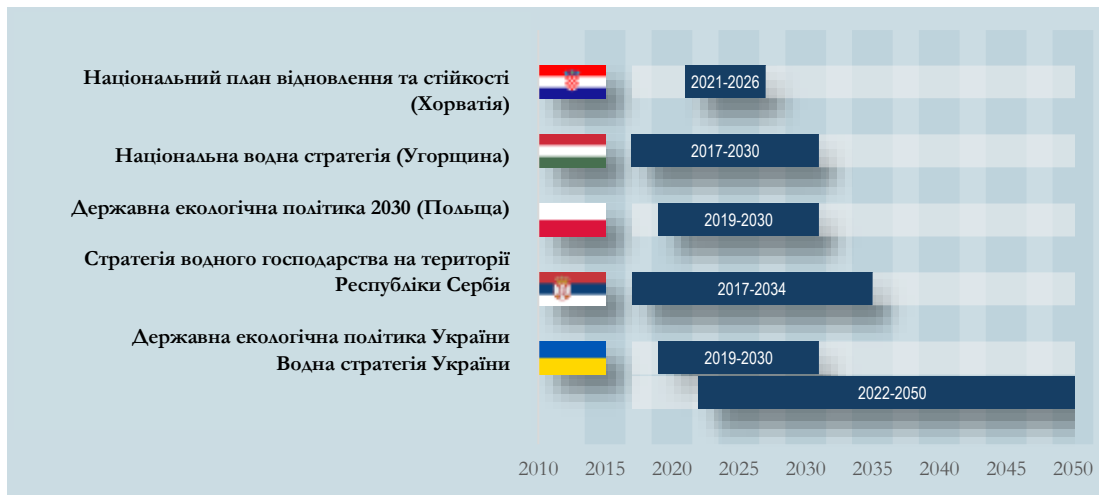 Національний план відновлення та стійкості
(Хорватія)
2021-2026
Національна водна стратегія (Угорщина)
2017-2030
Державна екологічна політика 2030 (Польща)
2019-2030
Стратегія водного господарства на території
Республіки Сербія
2017-2034
Державна екологічна політика України
2019-2030
Водна стратегія України
2022-2050
2010 2015 2020 2025 2030 2035 2040 2045 2050